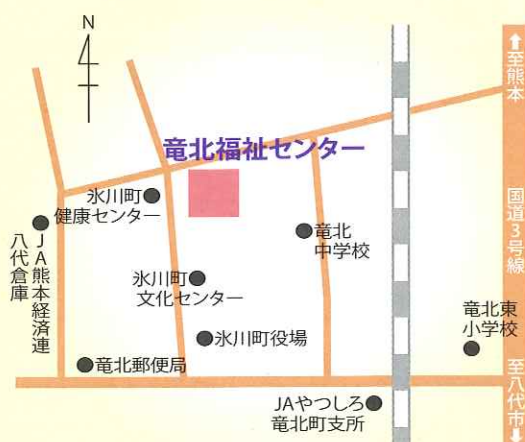 N
↑至熊本
国道3号線
至八代市↓
竜北福祉センター
氷川町
健康センター
JA熊本経済連
八代倉庫
竜北
中学校
氷川町
文化センター
氷川町役場
竜北東
小学校
竜北郵便局
JAやつしろ
竜北町支所